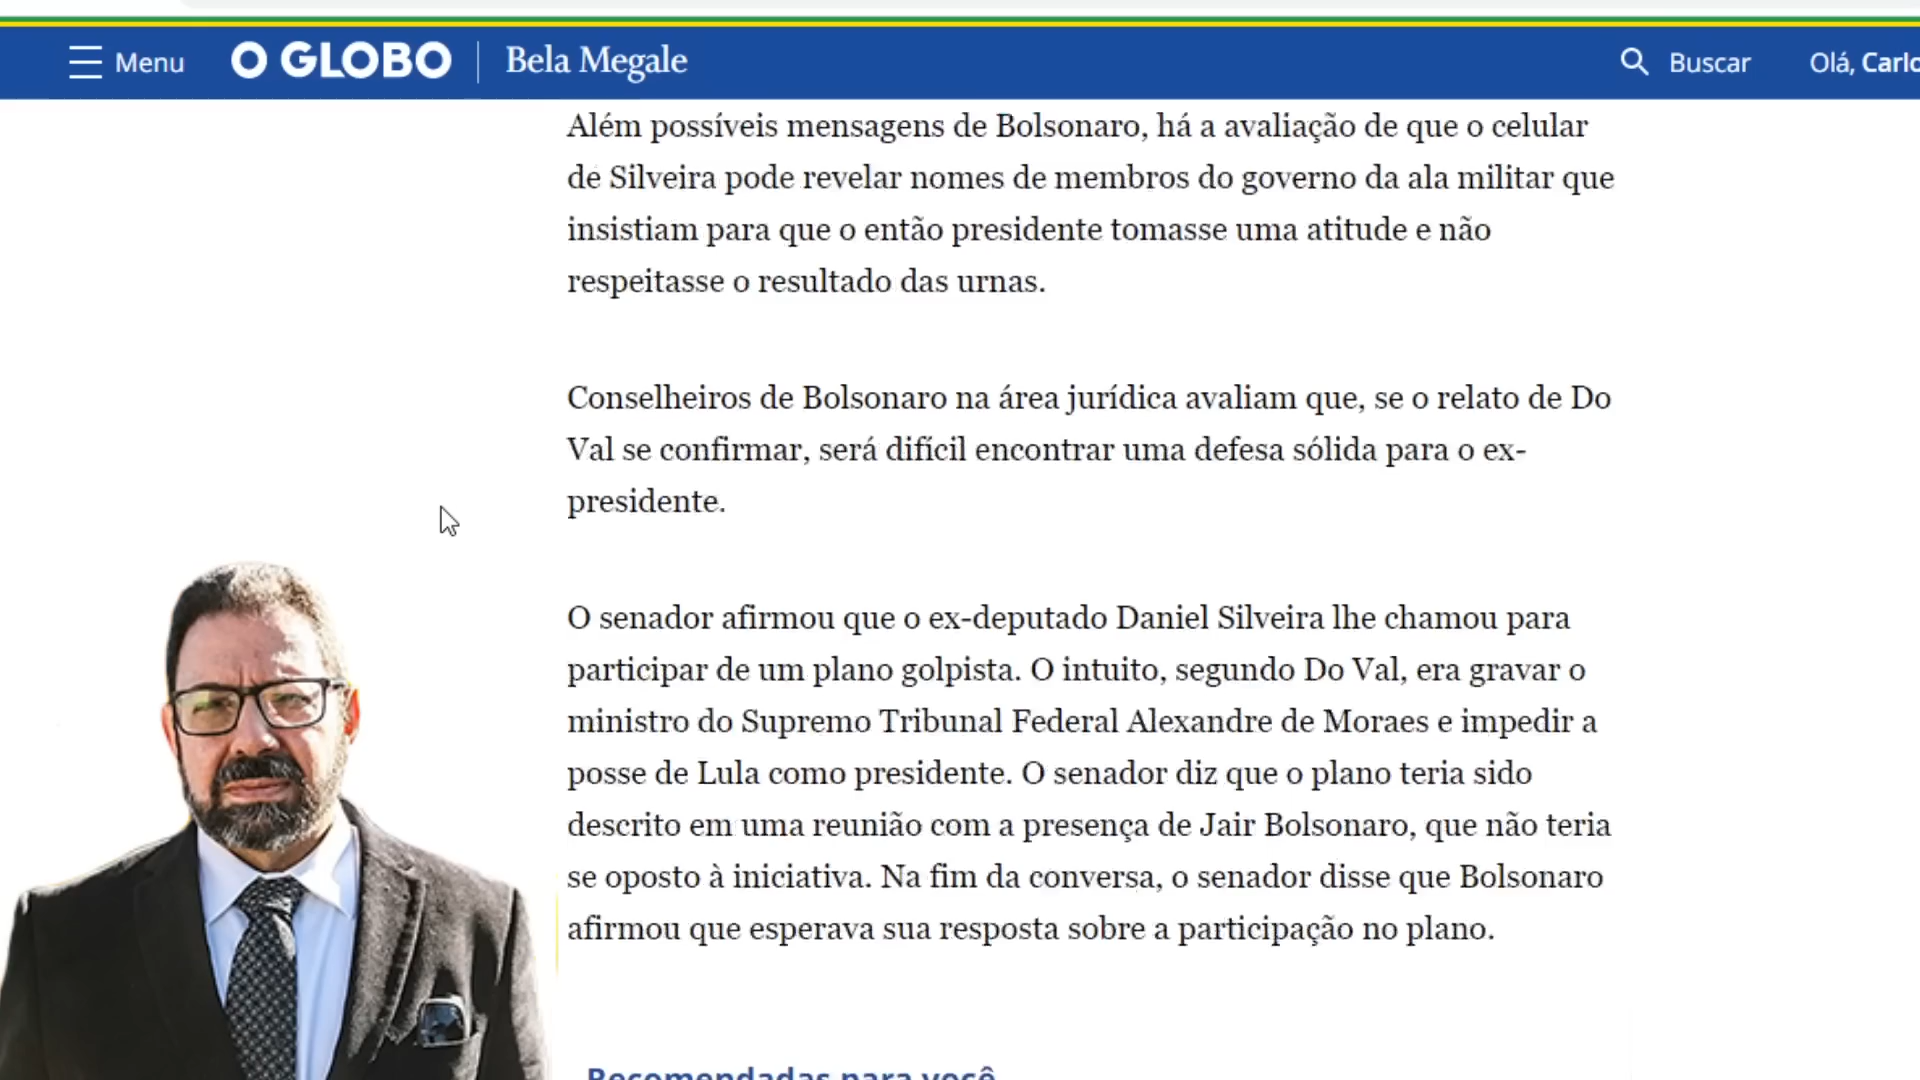 Menu
O GLOBO
Bela Megale
Buscar
Olá, Carlo
Além possíveis mensagens de Bolsonaro, há a avaliação de que o celular
de Silveira pode revelar nomes de membros do governo da ala militar que
insistiam para que o então presidente tomasse uma atitude e não
respeitasse o resultado das urnas.
Conselheiros de Bolsonaro na área jurídica avaliam que, se o relato de Do
Val se confirmar, será difícil encontrar uma defesa sólida para o ex-
presidente.
O senador afirmou que o ex-deputado Daniel Silveira lhe chamou para
participar de um plano golpista. O intuito, segundo Do Val, era gravar o
ministro do Supremo Tribunal Federal Alexandre de Moraes e impedir a
posse de Lula como presidente. O senador diz que o plano teria sido
descrito em uma reunião com a presença de Jair Bolsonaro, que não teria
se oposto à iniciativa. Na fim da conversa, o senador disse que Bolsonaro
afirmou que esperava sua resposta sobre a participação no plano.
Recomendadas para você